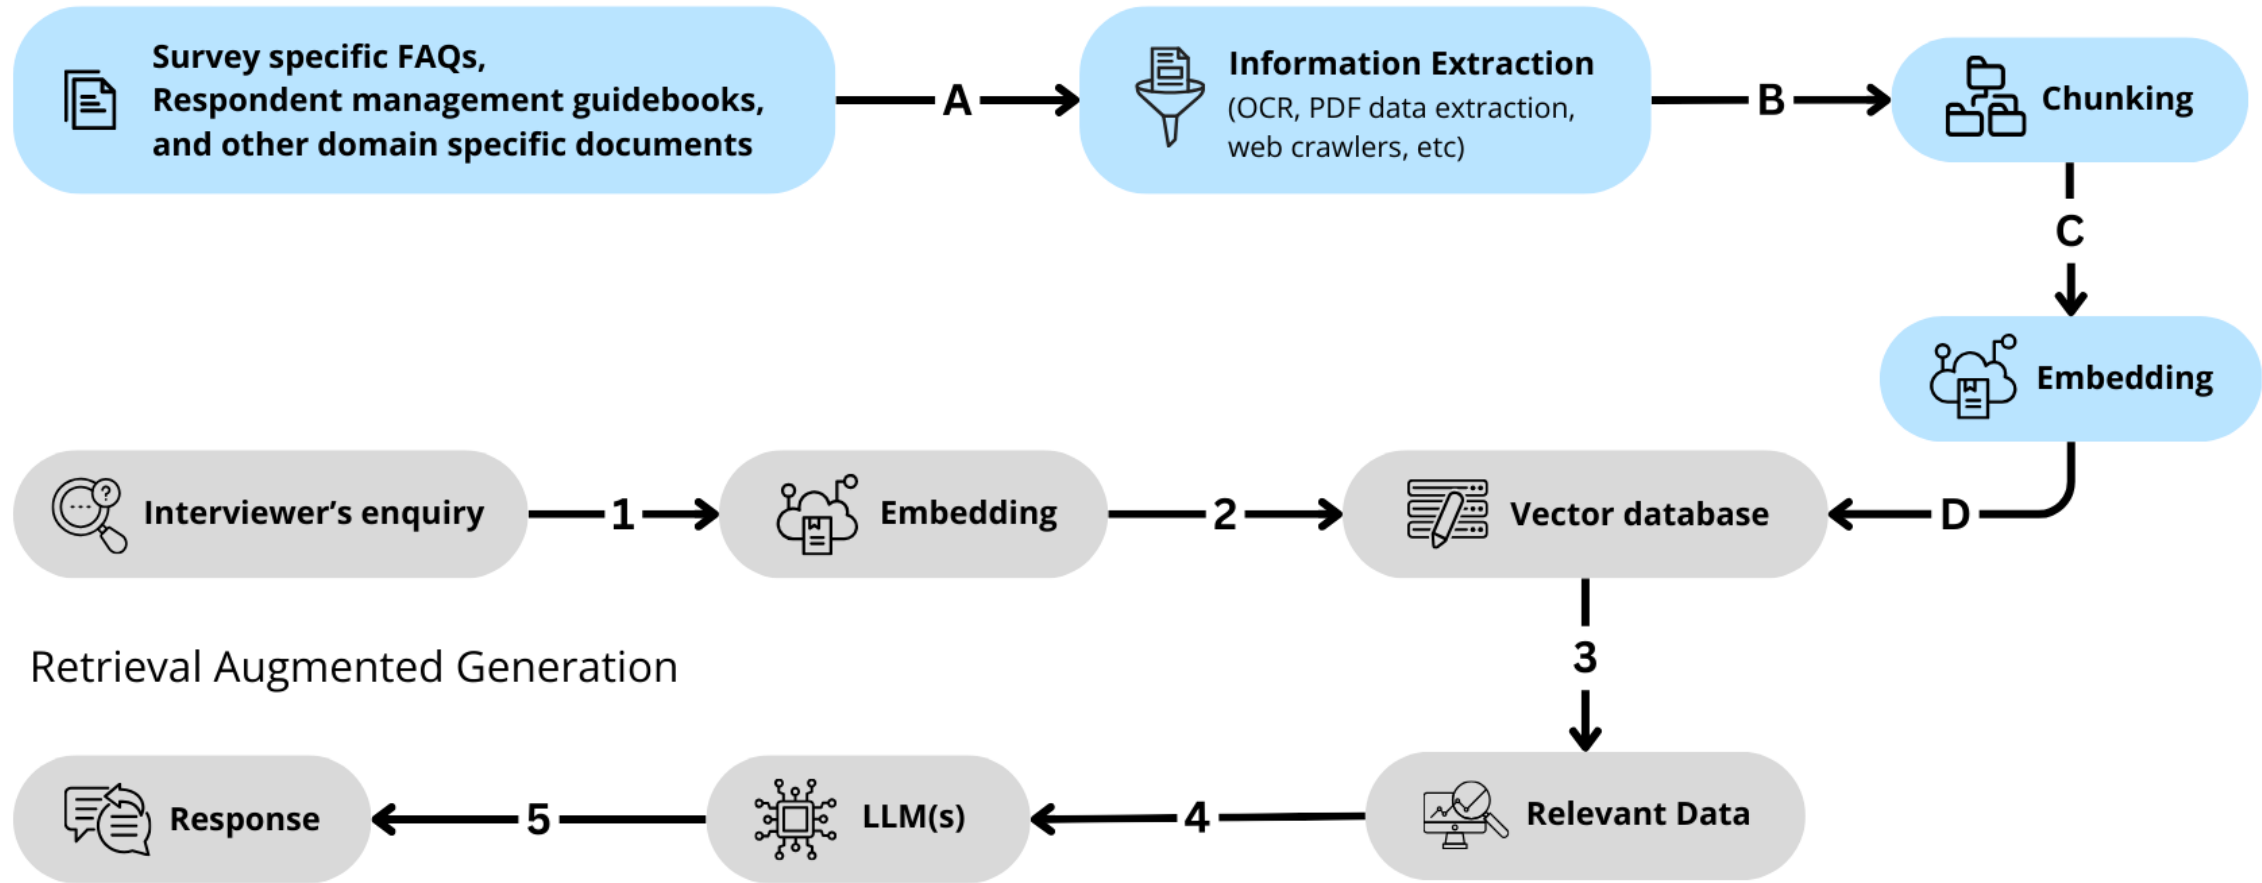 Survey specific FAQs,
Respondent management guidebooks,
and other domain specific documents
A
Information Extraction
(OCR, PDF data extraction,
web crawlers, etc)
B
Chunking
C
Embedding
D
Interviewer’s enquiry
1
?
Embedding
2
Vector database
3
Retrieval Augmented Generation
Relevant Data
4
LLM(s)
5
Response